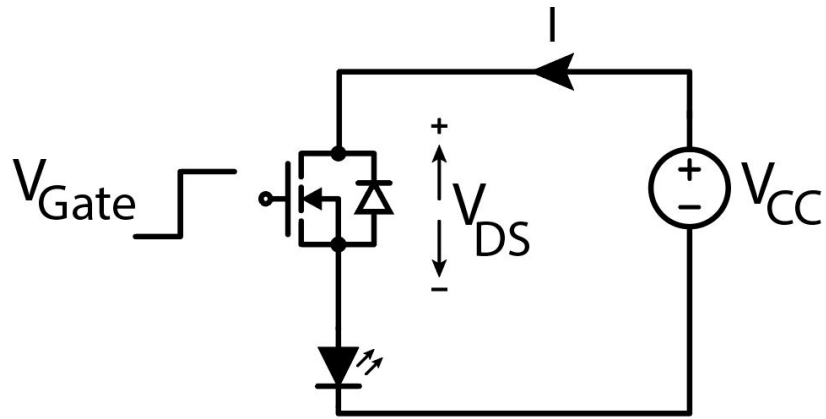 I
V_Gate
+
V_DS
−
+
−
V_CC